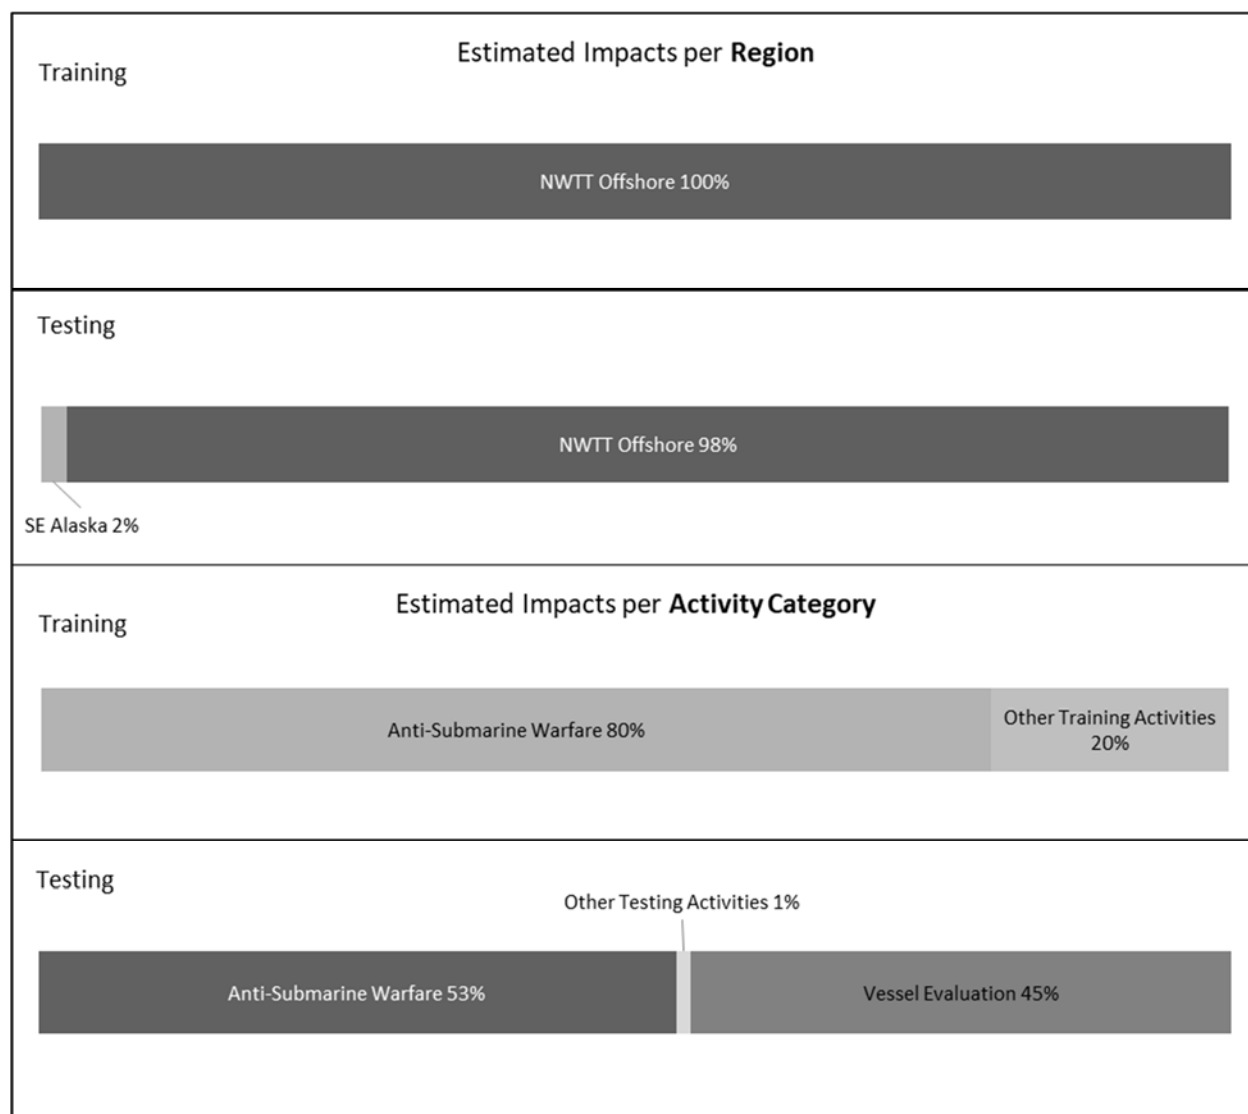 Estimated Impacts per Region
Training
NWTT Offshore 100%
Testing
NWTT Offshore 98%
SE Alaska 2%
Estimated Impacts per Activity Category
Training
Anti-Submarine Warfare 80%
Other Training Activities
20%
Testing
Other Testing Activities 1%
Anti-Submarine Warfare 53%
Vessel Evaluation 45%